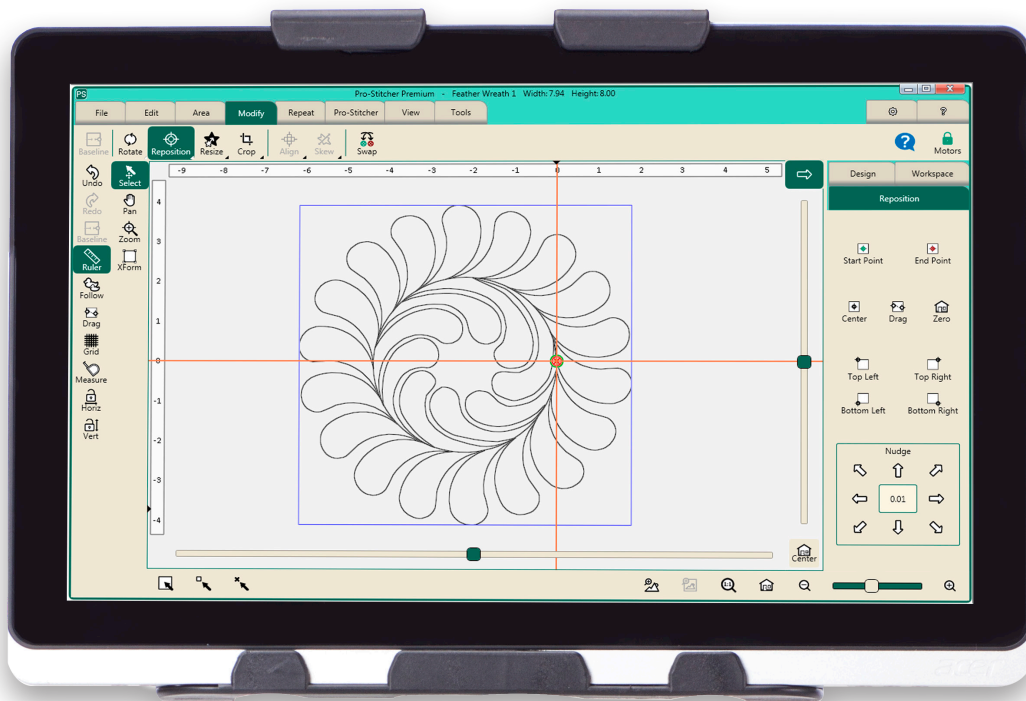 PS
Pro-Stitcher Premium - Feather Wreath 1 Width: 7.94 Height: 8.00
File Edit Area Modify Repeat Pro-Stitcher View Tools ?
Baseline Rotate Reposition Resize Crop Align Skew Swap ? Motors
Undo Select
Redo Pan
Baseline Zoom
Ruler XForm
Follow
Drag
Grid
Measure
Horiz
Vert
-9 -8 -7 -6 -5 -4 -3 -2 -1 0 1 2 3 4 5
4
3
2
1
0
-1
-2
-3
-4
Center
1:1
Design Workspace
Reposition
Start Point End Point
Center Drag Zero
Top Left Top Right
Bottom Left Bottom Right
Nudge
0.01
acer